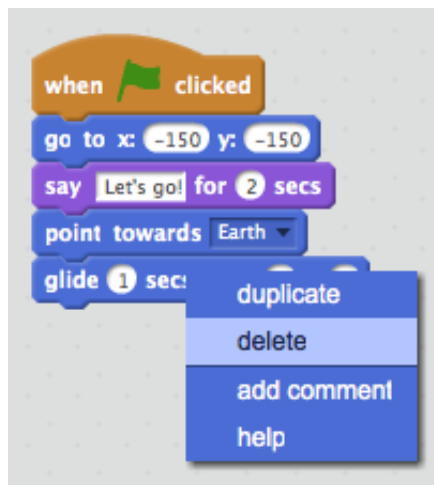 when clicked
go to x: -150 y: -150
say Let's go! for 2 secs
point towards Earth
glide 1 secs
duplicate
delete
add comment
help